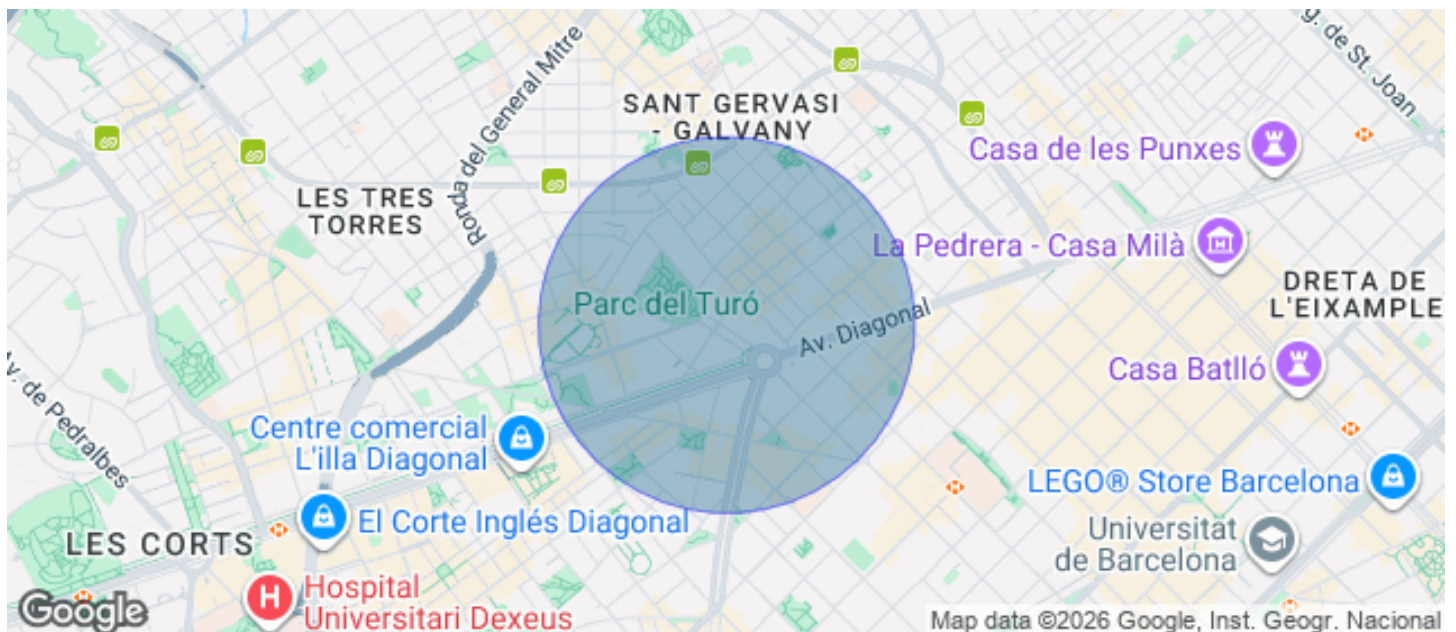 g. de St. Joan
Ronda del General Mitre
SANT GERVASI
- GALVANY
Casa de les Punxes
LES TRES
TORRES
La Pedrera - Casa Milà
DRETA DE
L'EIXAMPLE
Parc del Turó
Av. Diagonal
Casa Batlló
Av. de Pedralbes
Centre comercial
L'illa Diagonal
LEGO® Store Barcelona
El Corte Inglés Diagonal
Universitat
de Barcelona
LES CORTS
H
Hospital
Universitari Dexeus
Google
Map data ©2026 Google, Inst. Geogr. Nacional